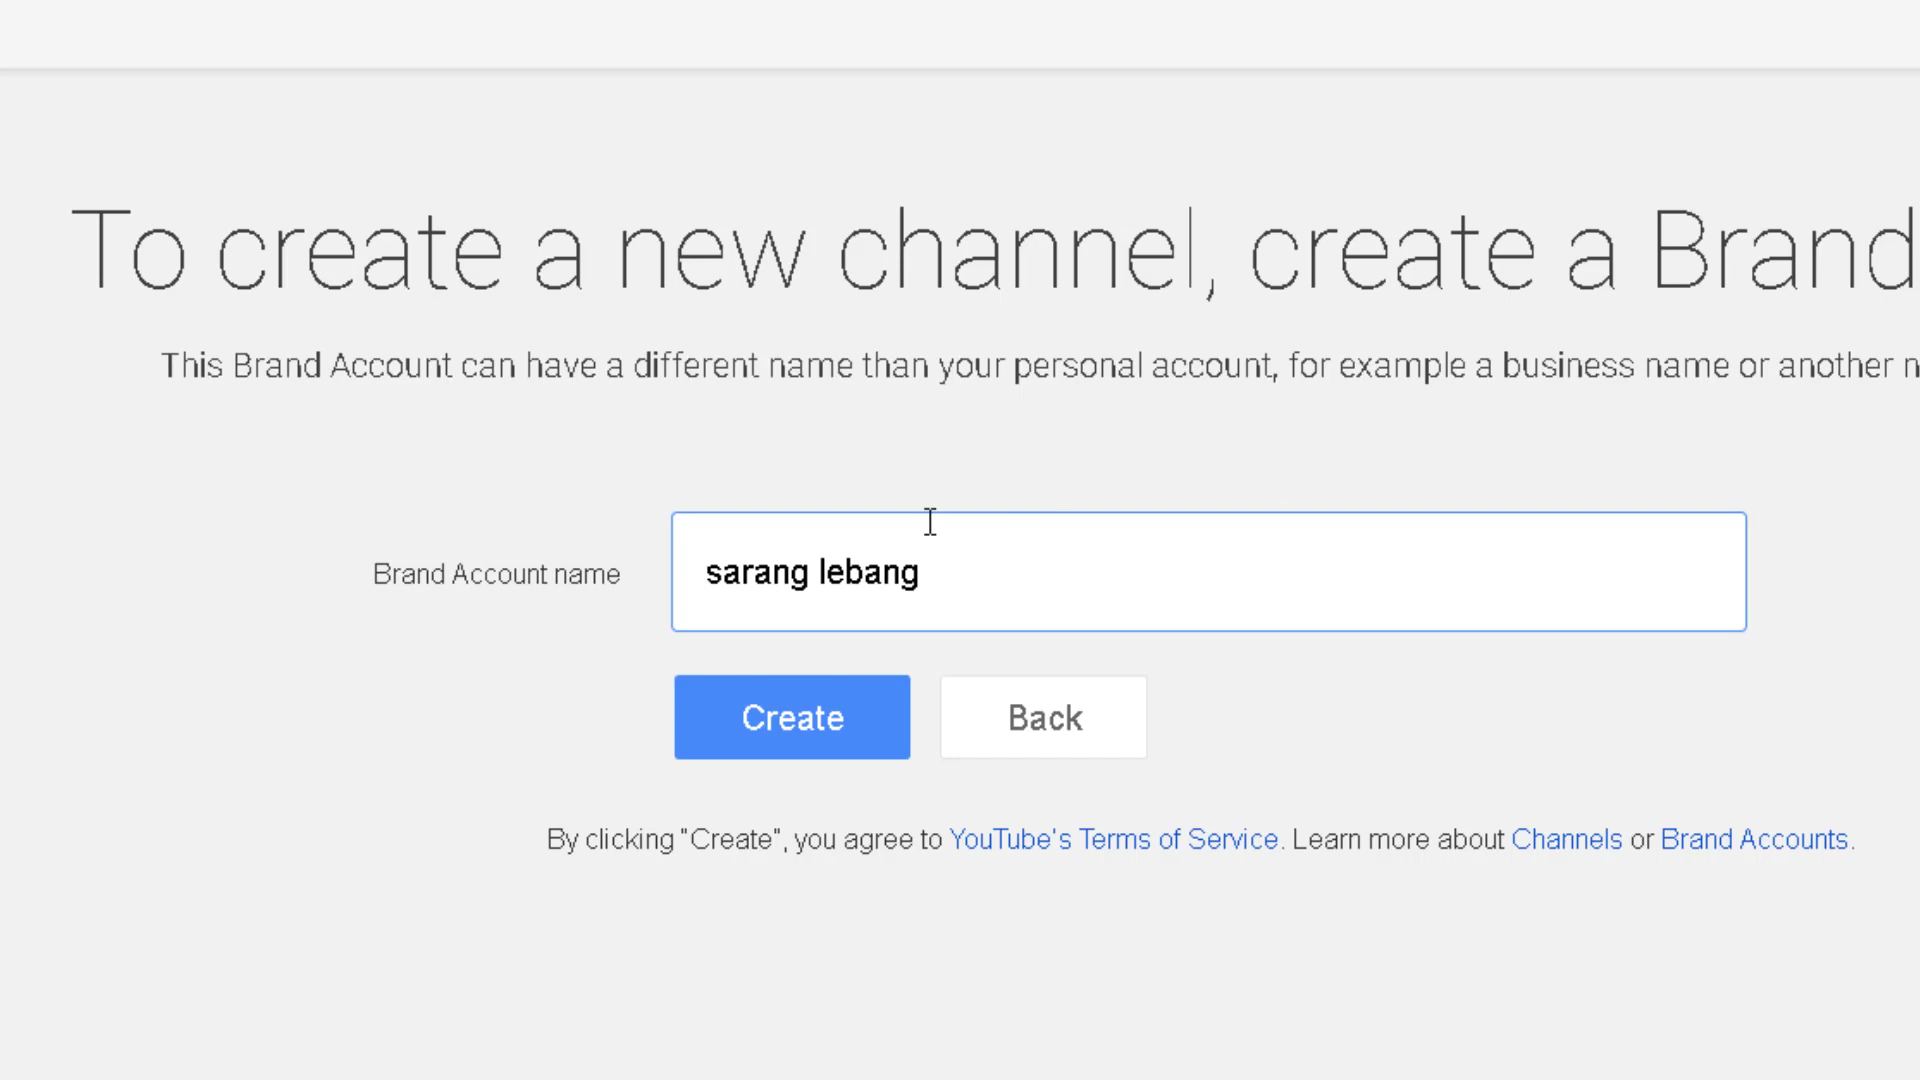 To create a new channel, create a Brand
This Brand Account can have a different name than your personal account, for example a business name or another
Brand Account name
sarang lebang
Create
Back
By clicking "Create", you agree to YouTube's Terms of Service. Learn more about Channels or Brand Accounts.